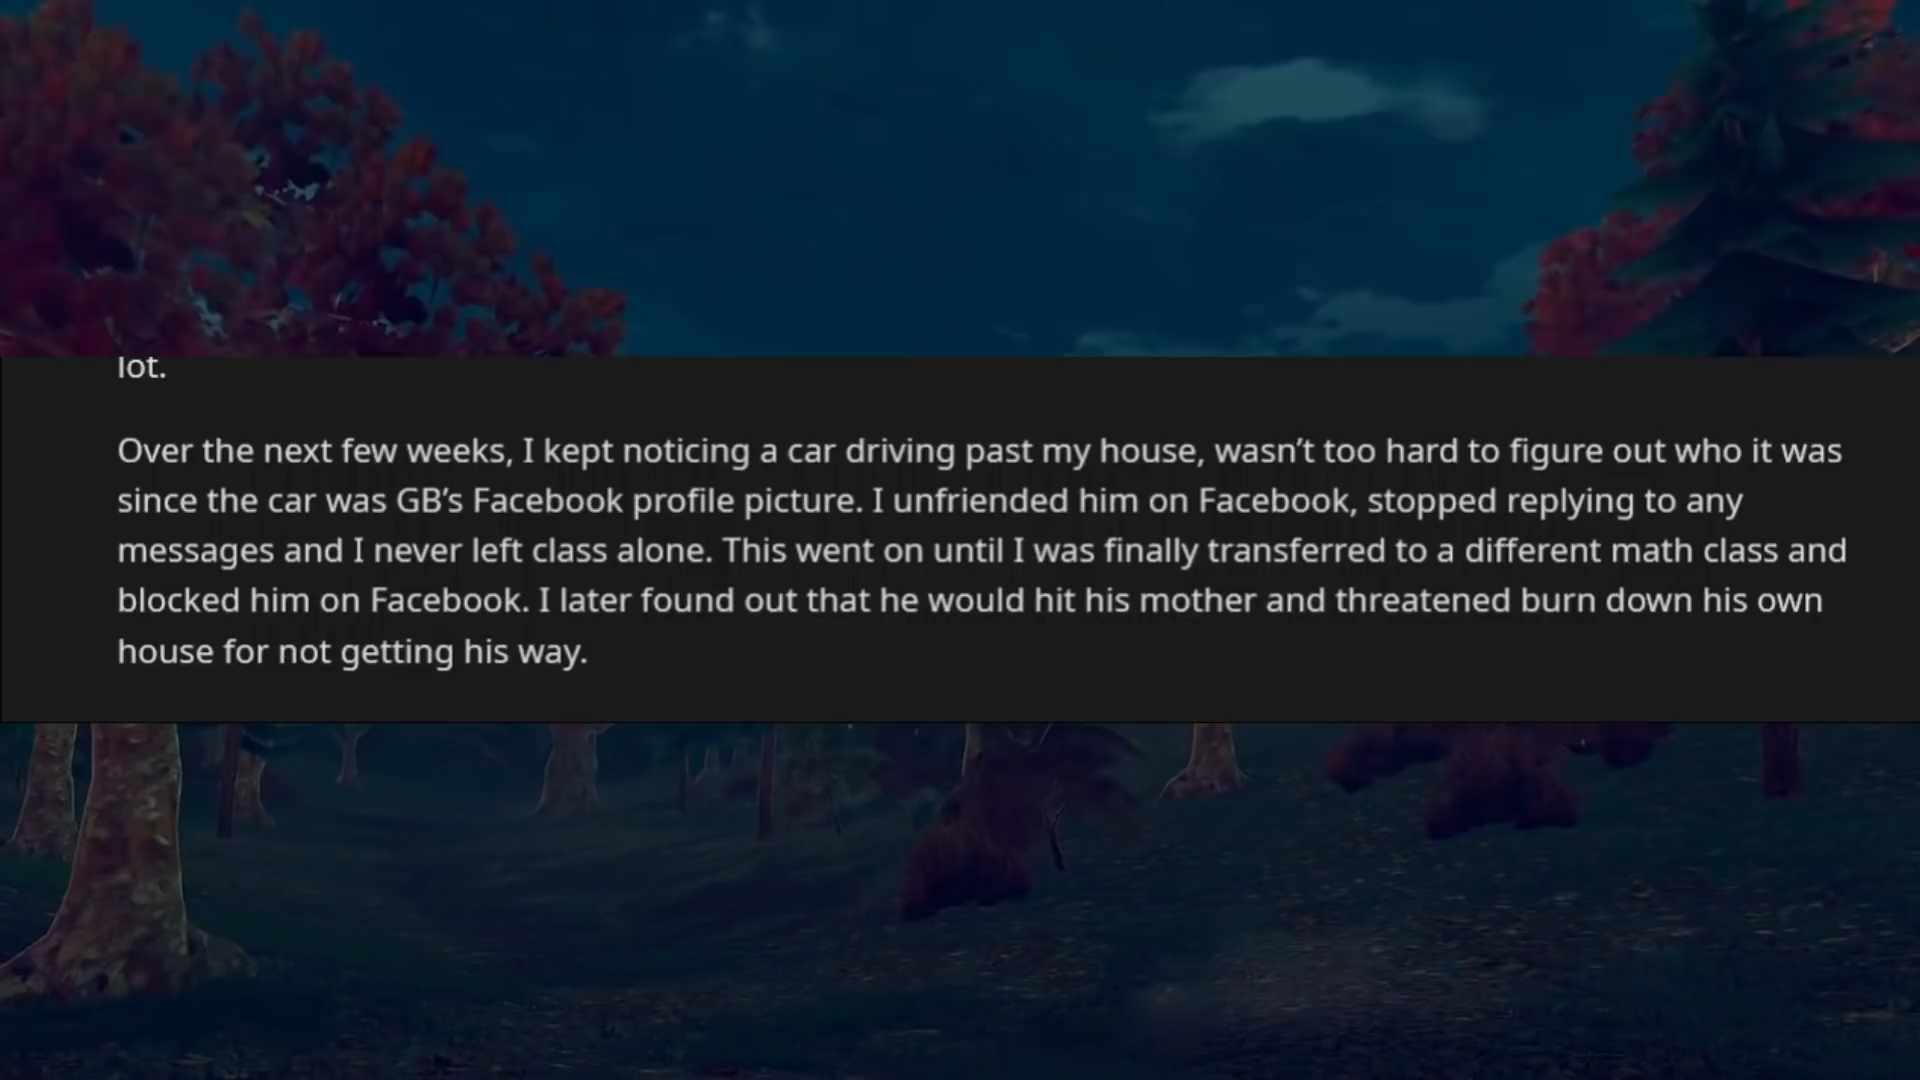 lot.
Over the next few weeks, I kept noticing a car driving past my house, wasn’t too hard to figure out who it was
since the car was GB’s Facebook profile picture. I unfriended him on Facebook, stopped replying to any
messages and I never left class alone. This went on until I was finally transferred to a different math class and
blocked him on Facebook. I later found out that he would hit his mother and threatened burn down his own
house for not getting his way.